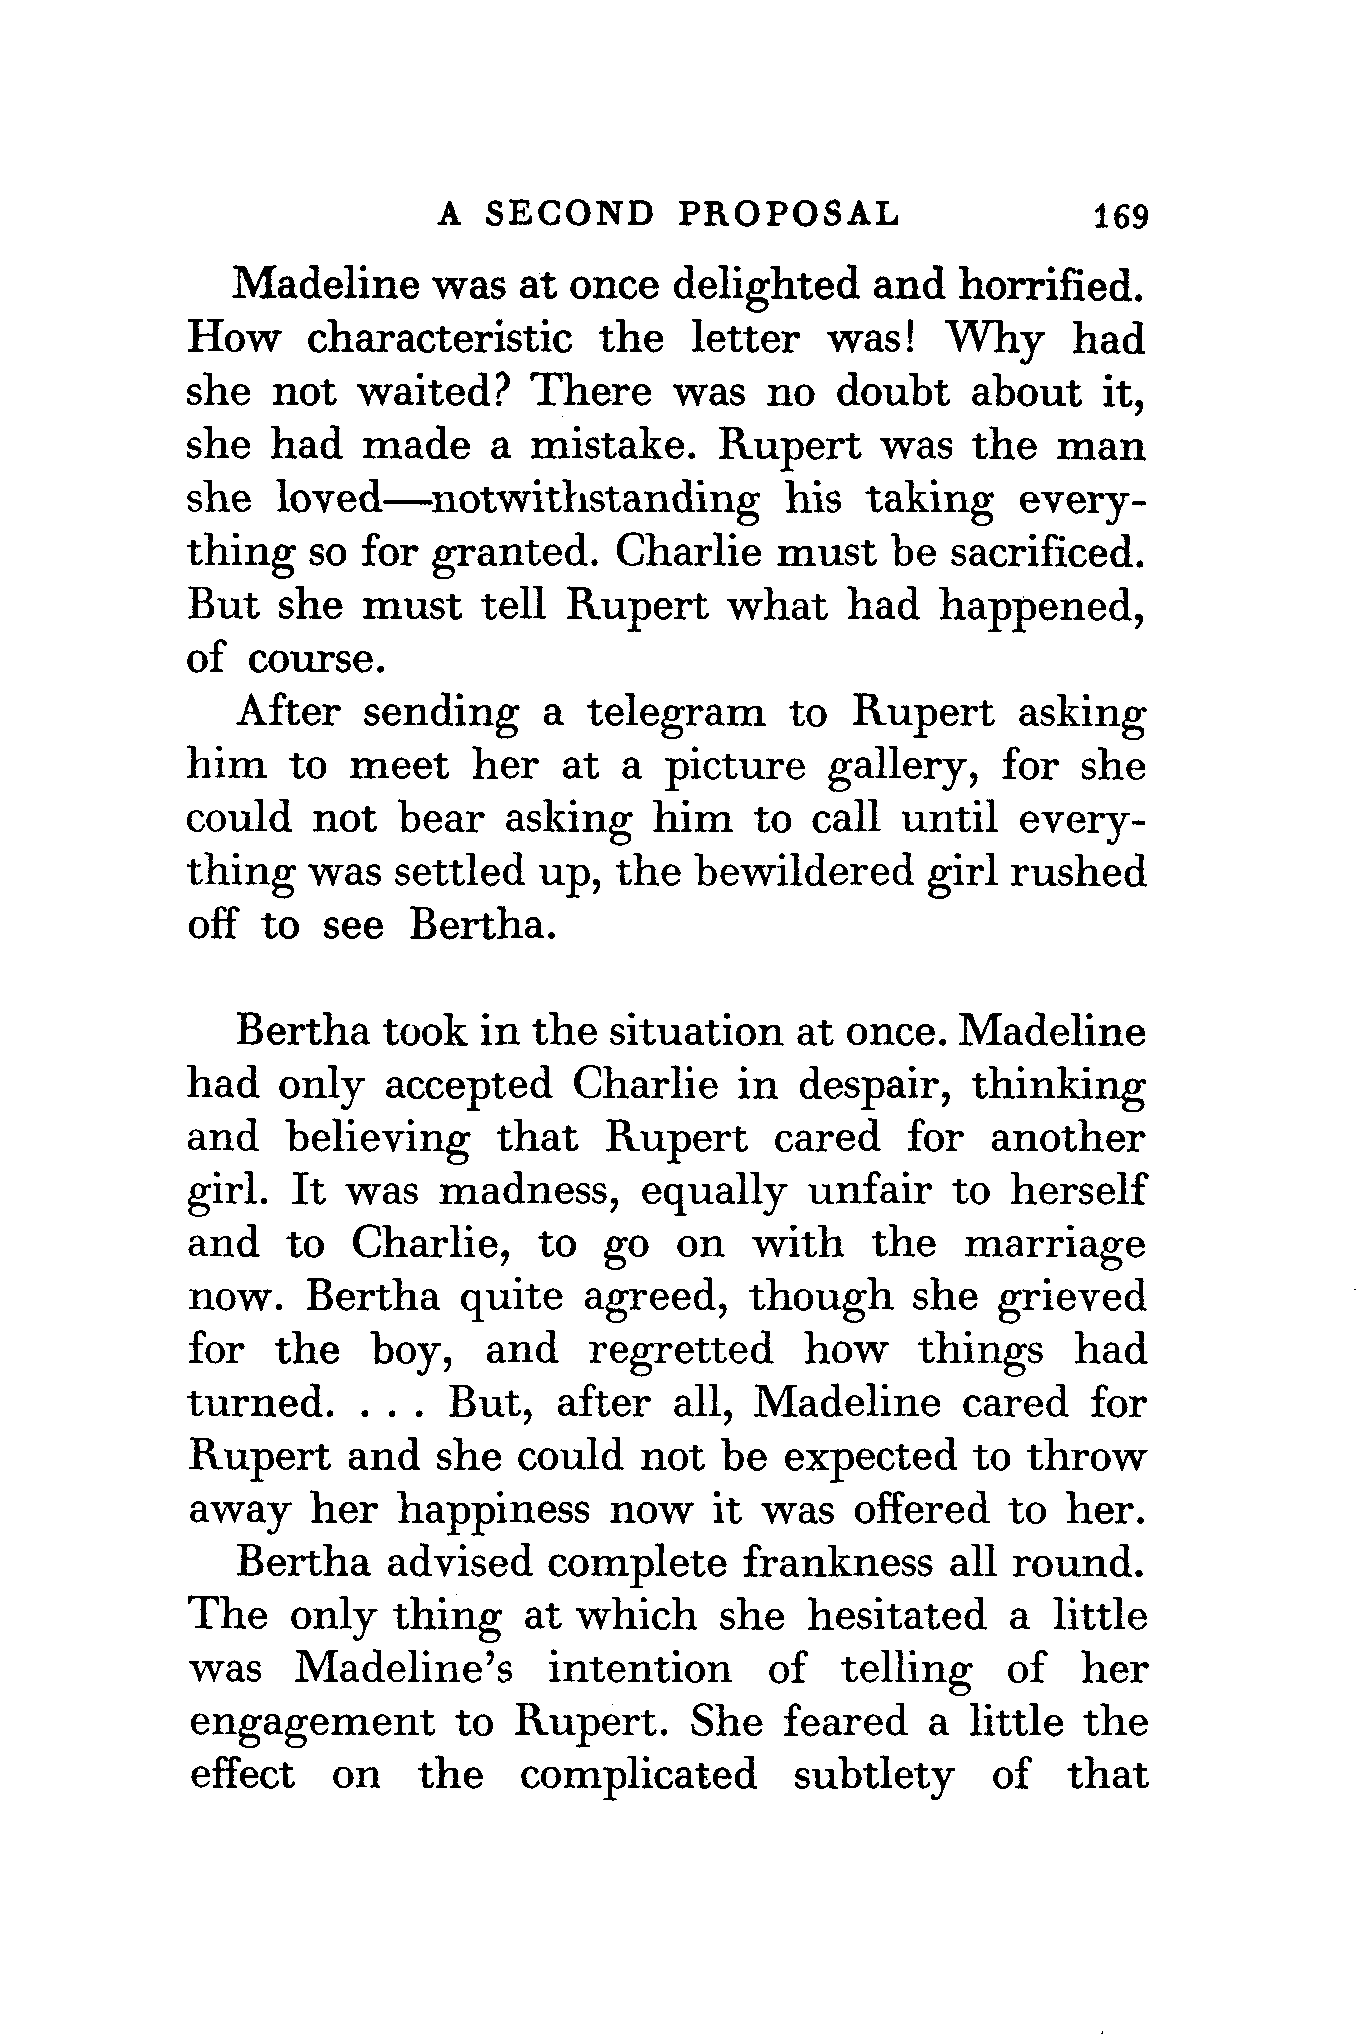 A SECOND PROPOSAL 169
Madeline was at once delighted and horrified.
How characteristic the letter was! Why had
she not waited? There was no doubt about it,
she had made a mistake. Rupert was the man
she loved—notwithstanding his taking every-
thing so for granted. Charlie must be sacrificed.
But she must tell Rupert what had happened,
of course.
After sending a telegram to Rupert asking
him to meet her at a picture gallery, for she
could not bear asking him to call until every-
thing was settled up, the bewildered girl rushed
off to see Bertha.
Bertha took in the situation at once. Madeline
had only accepted Charlie in despair, thinking
and believing that Rupert cared for another
girl. It was madness, equally unfair to herself
and to Charlie, to go on with the marriage
now. Bertha quite agreed, though she grieved
for the boy, and regretted how things had
turned. . . . But, after all, Madeline cared for
Rupert and she could not be expected to throw
away her happiness now it was offered to her.
Bertha advised complete frankness all round.
The only thing at which she hesitated a little
was Madeline's intention of telling of her
engagement to Rupert. She feared a little the
effect on the complicated subtlety of that